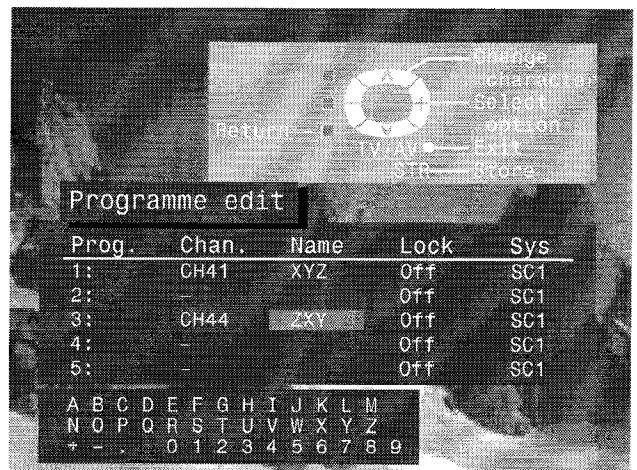 Change
character
Select
option
Return
TV/AV Exit
STR Store
Programme edit
Prog. Chan. Name Lock Sys
1: CH41 XYZ Off SC1
2: - Off SC1
3: CH44 ZXY Off SC1
4: - Off SC1
5: - Off SC1
A B C D E F G H I J K L M
N O P Q R S T U V W X Y Z
+ - . 0 1 2 3 4 5 6 7 8 9